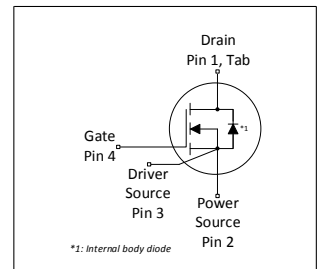 Drain
Pin 1, Tab
*1
Gate
Pin 4
Driver
Source
Pin 3
Power
Source
Pin 2
*1: Internal body diode